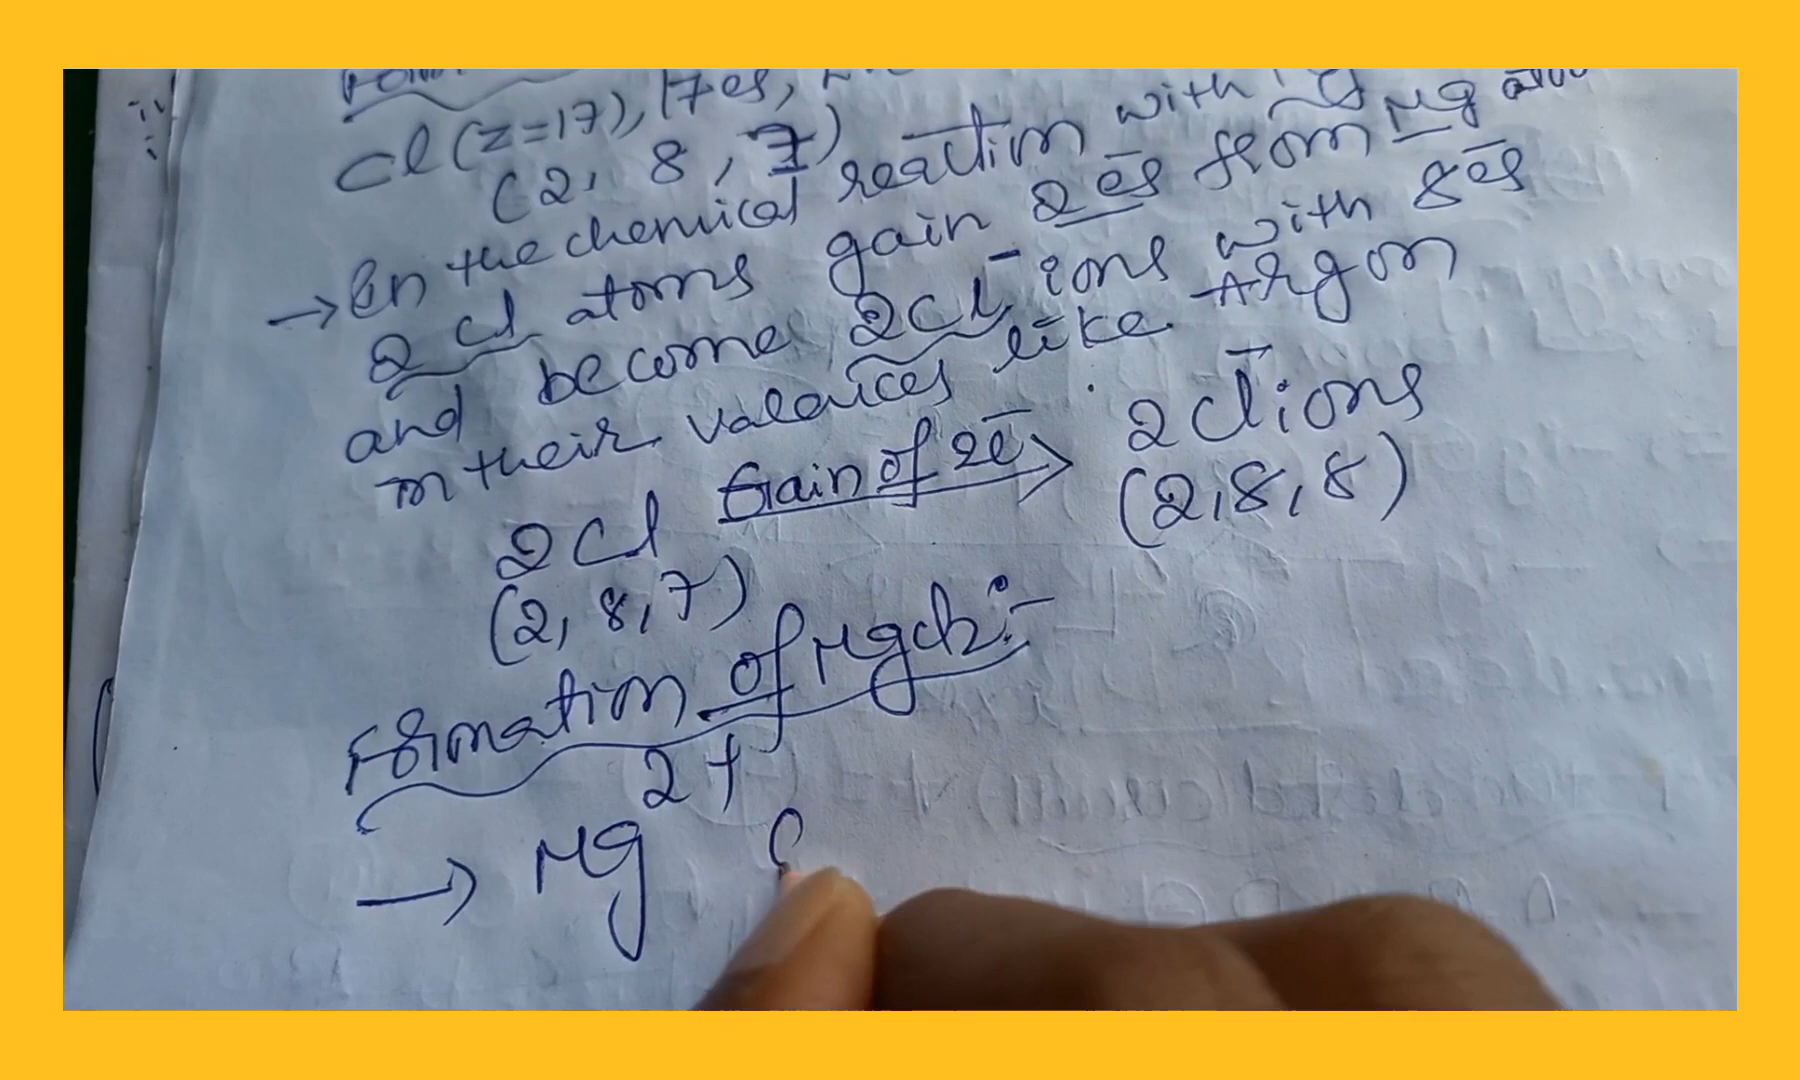 Cl (Z=17), 17es,
(2, 8, 7)
→ In the chemical reaction with Mg
2 Cl atoms gain 2es from Mg atom
and become 2Cl⁻ ions with 8es
in their valence like Argon
2Cl Gain of 2e⁻ → 2Cl⁻ ions
(2, 8, 7) (2,8,8)
Formation of MgCl2:-
→ Mg²⁺